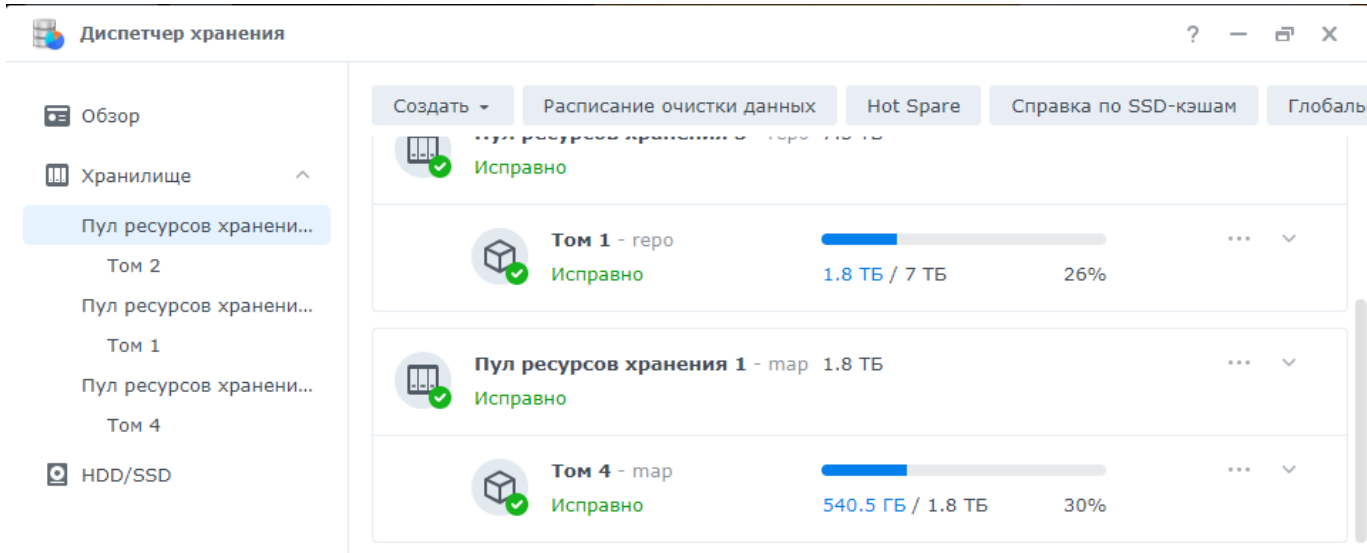 Диспетчер хранения
?
Обзор
Хранилище
Пул ресурсов хранени...
Том 2
Пул ресурсов хранени...
Том 1
Пул ресурсов хранени...
Том 4
HDD/SSD
Создать
Расписание очистки данных
Hot Spare
Справка по SSD-кэшам
Глобаль
Пул ресурсов хранения
Исправно
Том 1 - repo
1.8 ТБ / 7 ТБ
26%
Исправно
Пул ресурсов хранения 1 - map 1.8 ТБ
Исправно
Том 4 - map
540.5 ГБ / 1.8 ТБ
30%
Исправно